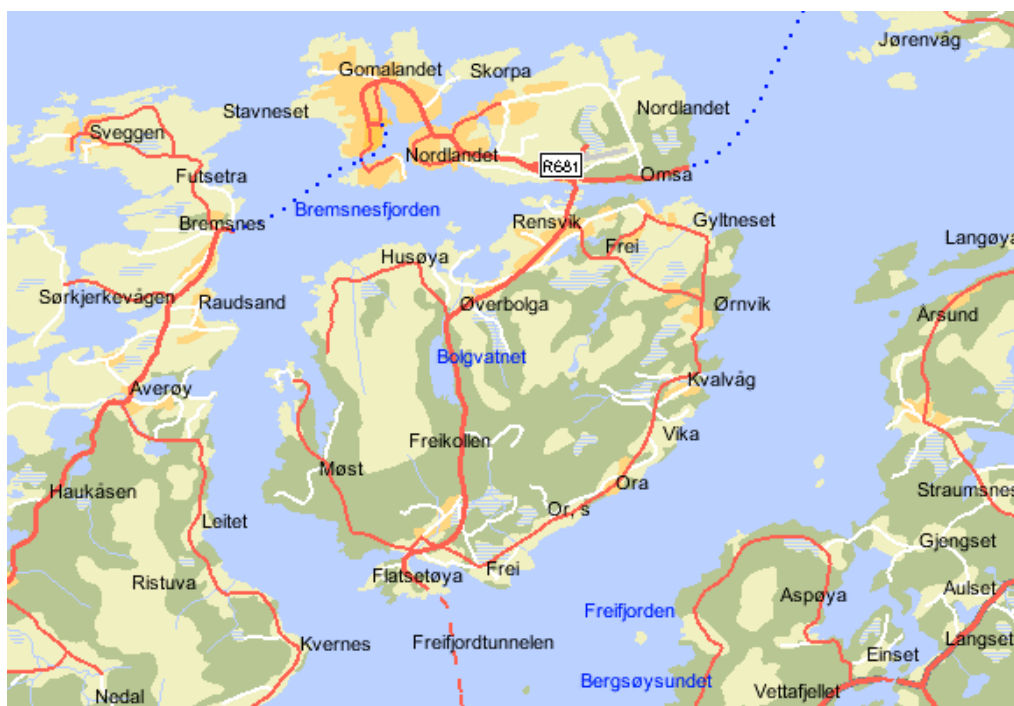 Jørenvåg
Gomalandet
Skorpa
Stavneset
Nordlandet
Sveggen
Nordlandet
R681
Omsa
Futsetra
Bremsnesfjorden
Bremsnes
Rensvik
Gyltneset
Frei
Langøya
Husøya
Sørkjerkevågen
Raudsand
Øverbolga
Ørnvik
Årsund
Bolgvatnet
Averøy
Kvalvåg
Freikollen
Vika
Møst
Ora
Haukåsen
Straumsnes
Or, s
Leitet
Gjengset
Flatsetøya
Frei
Ristuva
Aspøya
Aulset
Freifjorden
Kvernes
Freifjordtunnelen
Langset
Einset
Bergsøysundet
Nedal
Vettafjellet